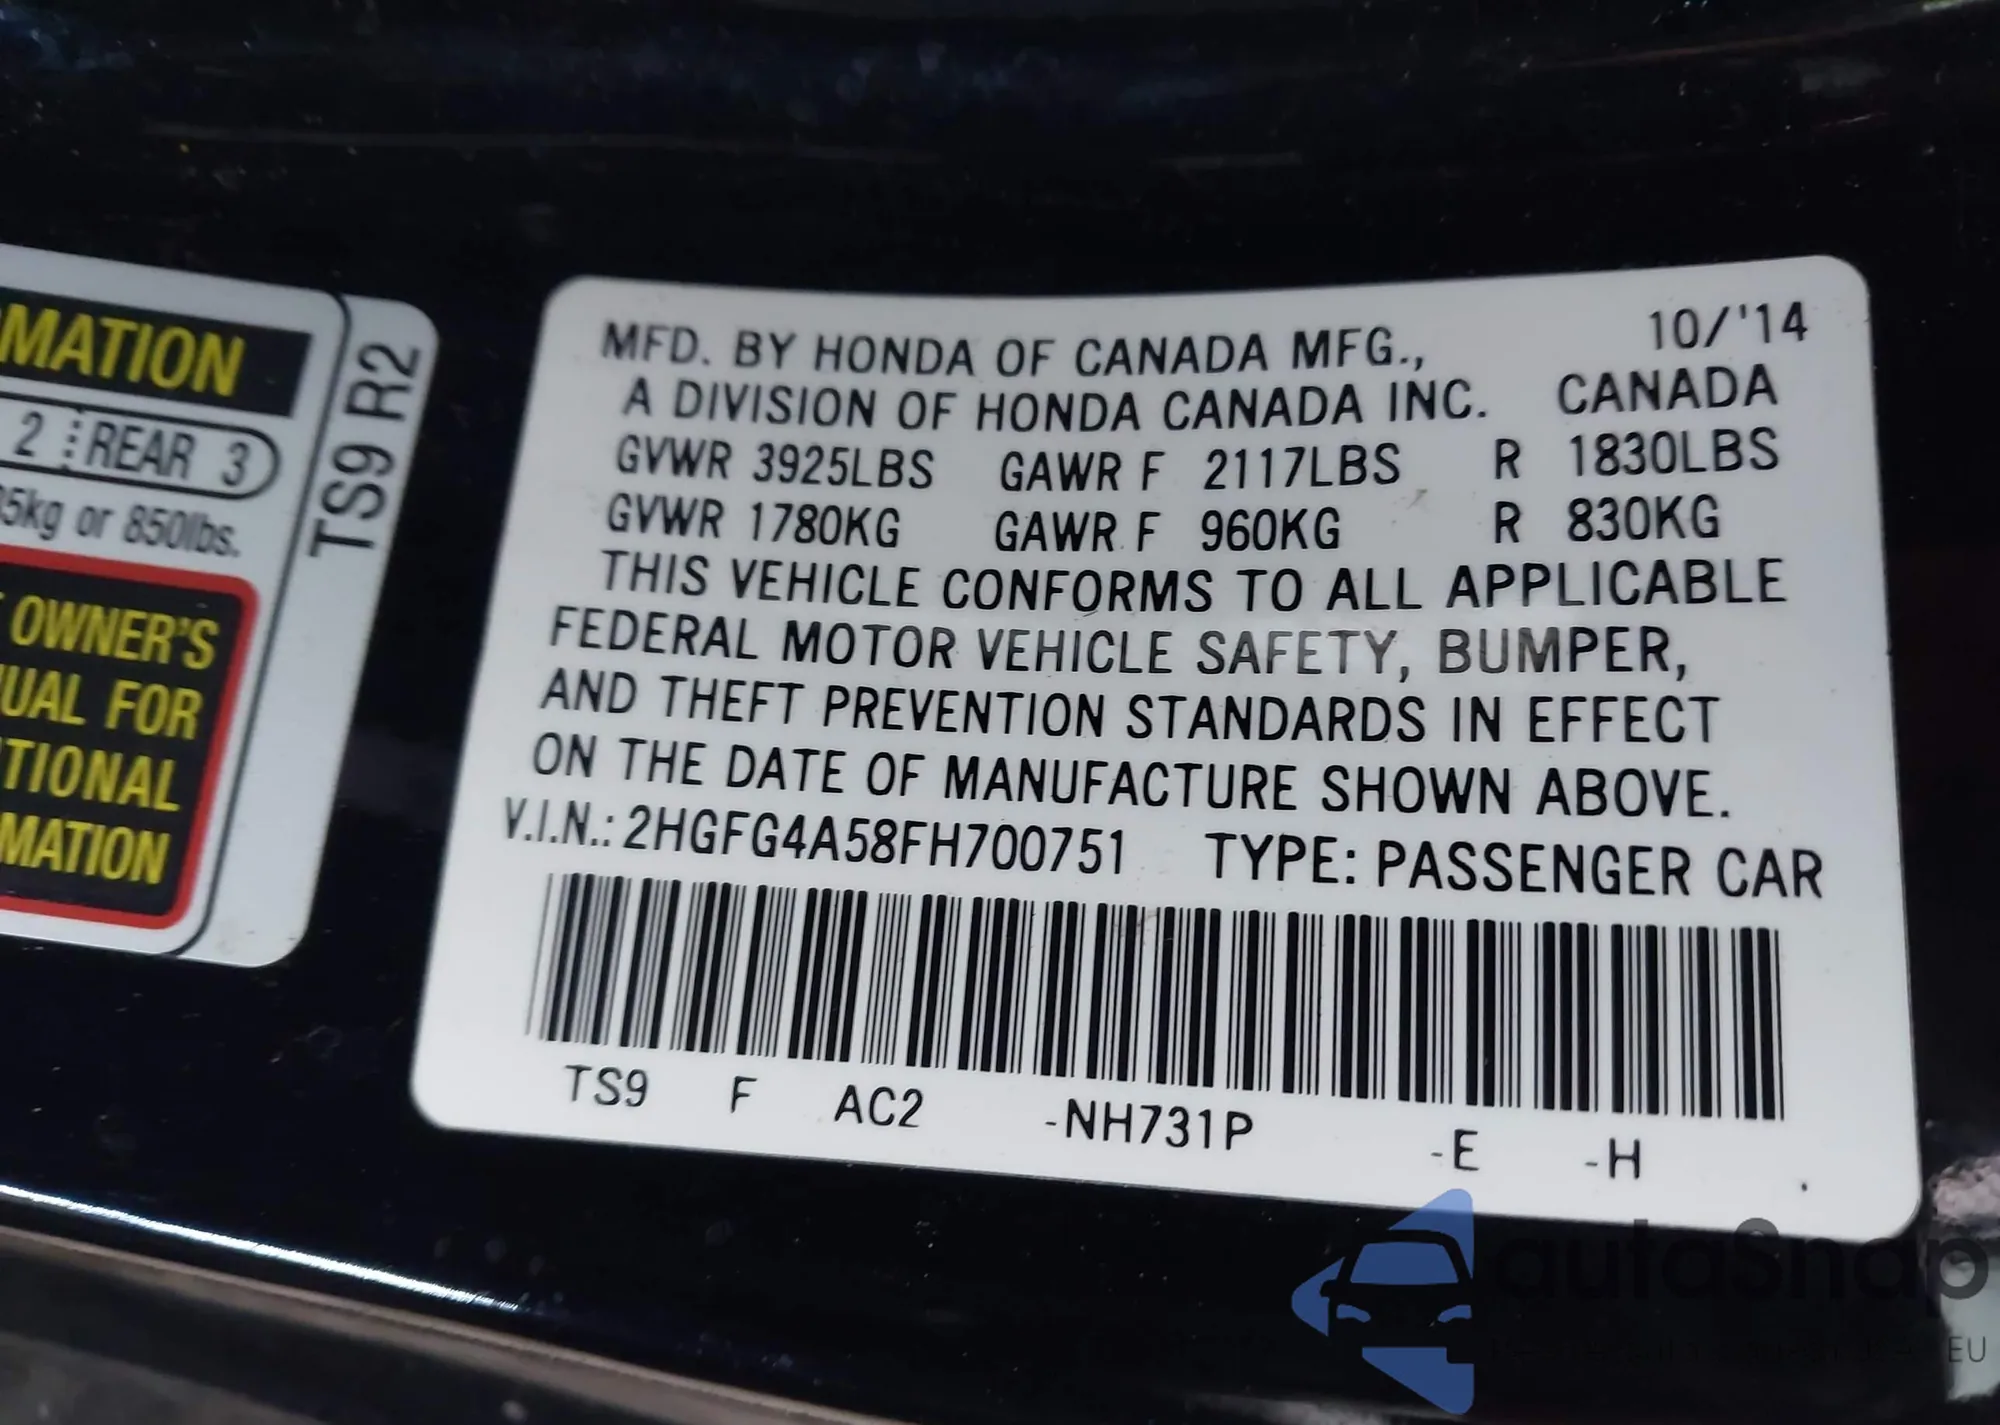 MATION
2 REAR 3
5kg or 850lbs.
OWNER'S
UAL FOR
TIONAL
MATION
TS9 R2
MFD. BY HONDA OF CANADA MFG., 10/'14
A DIVISION OF HONDA CANADA INC. CANADA
GVWR 3925LBS GAWR F 2117LBS R 1830LBS
GVWR 1780KG GAWR F 960KG R 830KG
THIS VEHICLE CONFORMS TO ALL APPLICABLE
FEDERAL MOTOR VEHICLE SAFETY, BUMPER,
AND THEFT PREVENTION STANDARDS IN EFFECT
ON THE DATE OF MANUFACTURE SHOWN ABOVE.
V.I.N.: 2HGFG4A58FH700751 TYPE: PASSENGER CAR
TS9 F AC2 -NH731P -E -H
autoSnap
EU